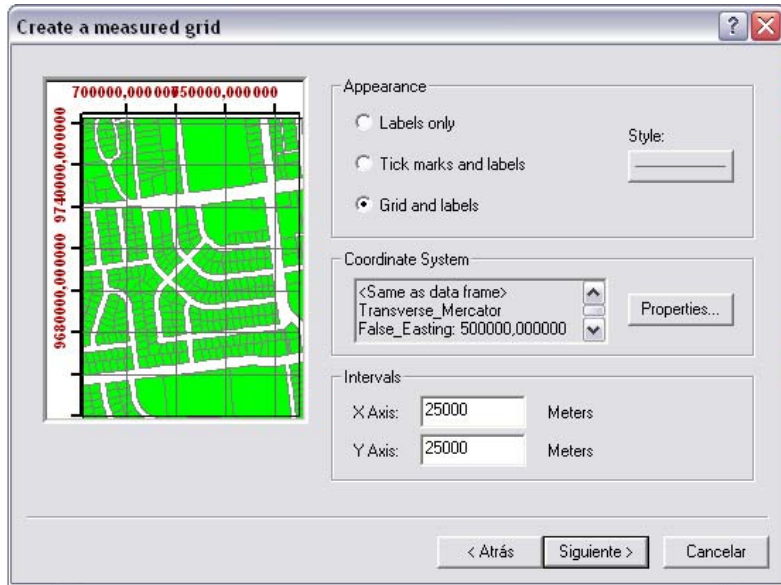 Create a measured grid
700000,000000 750000,000000
9740000,000000
9680000,000000
Appearance
Labels only
Tick marks and labels
Grid and labels
Style:
Coordinate System
<Same as data frame>
Transverse_Mercator
False_Easting: 500000,000000
Properties...
Intervals
X Axis: 25000 Meters
Y Axis: 25000 Meters
< Atrás
Siguiente >
Cancelar